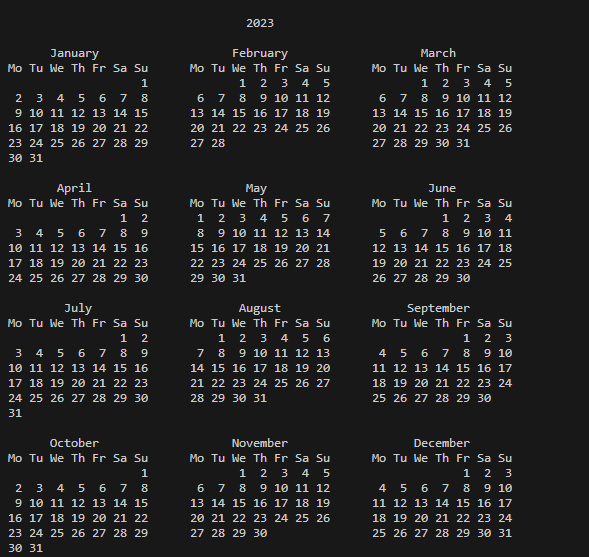 2023

      January                   February                   March
Mo Tu We Th Fr Sa Su      Mo Tu We Th Fr Sa Su      Mo Tu We Th Fr Sa Su
                   1             1  2  3  4  5             1  2  3  4  5
 2  3  4  5  6  7  8       6  7  8  9 10 11 12       6  7  8  9 10 11 12
 9 10 11 12 13 14 15      13 14 15 16 17 18 19      13 14 15 16 17 18 19
16 17 18 19 20 21 22      20 21 22 23 24 25 26      20 21 22 23 24 25 26
23 24 25 26 27 28 29      27 28                     27 28 29 30 31
30 31

       April                      May                       June
Mo Tu We Th Fr Sa Su      Mo Tu We Th Fr Sa Su      Mo Tu We Th Fr Sa Su
                1  2       1  2  3  4  5  6  7                1  2  3  4
 3  4  5  6  7  8  9       8  9 10 11 12 13 14       5  6  7  8  9 10 11
10 11 12 13 14 15 16      15 16 17 18 19 20 21      12 13 14 15 16 17 18
17 18 19 20 21 22 23      22 23 24 25 26 27 28      19 20 21 22 23 24 25
24 25 26 27 28 29 30      29 30 31                  26 27 28 29 30

        July                     August                  September
Mo Tu We Th Fr Sa Su      Mo Tu We Th Fr Sa Su      Mo Tu We Th Fr Sa Su
                1  2          1  2  3  4  5  6                   1  2  3
 3  4  5  6  7  8  9       7  8  9 10 11 12 13       4  5  6  7  8  9 10
10 11 12 13 14 15 16      14 15 16 17 18 19 20      11 12 13 14 15 16 17
17 18 19 20 21 22 23      21 22 23 24 25 26 27      18 19 20 21 22 23 24
24 25 26 27 28 29 30      28 29 30 31               25 26 27 28 29 30
31

      October                   November                  December
Mo Tu We Th Fr Sa Su      Mo Tu We Th Fr Sa Su      Mo Tu We Th Fr Sa Su
                   1             1  2  3  4  5                   1  2  3
 2  3  4  5  6  7  8       6  7  8  9 10 11 12       4  5  6  7  8  9 10
 9 10 11 12 13 14 15      13 14 15 16 17 18 19      11 12 13 14 15 16 17
16 17 18 19 20 21 22      20 21 22 23 24 25 26      18 19 20 21 22 23 24
23 24 25 26 27 28 29      27 28 29 30               25 26 27 28 29 30 31
30 31